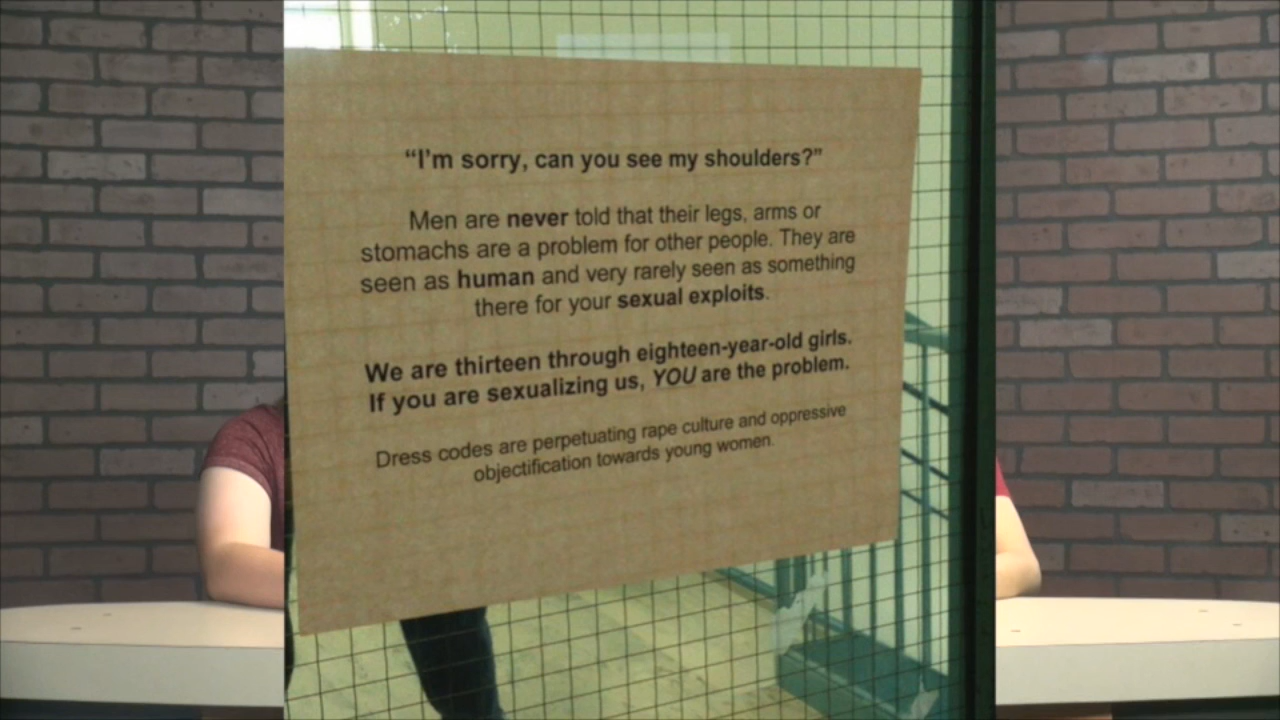 “I’m sorry, can you see my shoulders?”
Men are never told that their legs, arms or
stomachs are a problem for other people. They are
seen as human and very rarely seen as something
there for your sexual exploits.
We are thirteen through eighteen-year-old girls.
If you are sexualizing us, YOU are the problem.
Dress codes are perpetuating rape culture and oppressive
objectification towards young women.